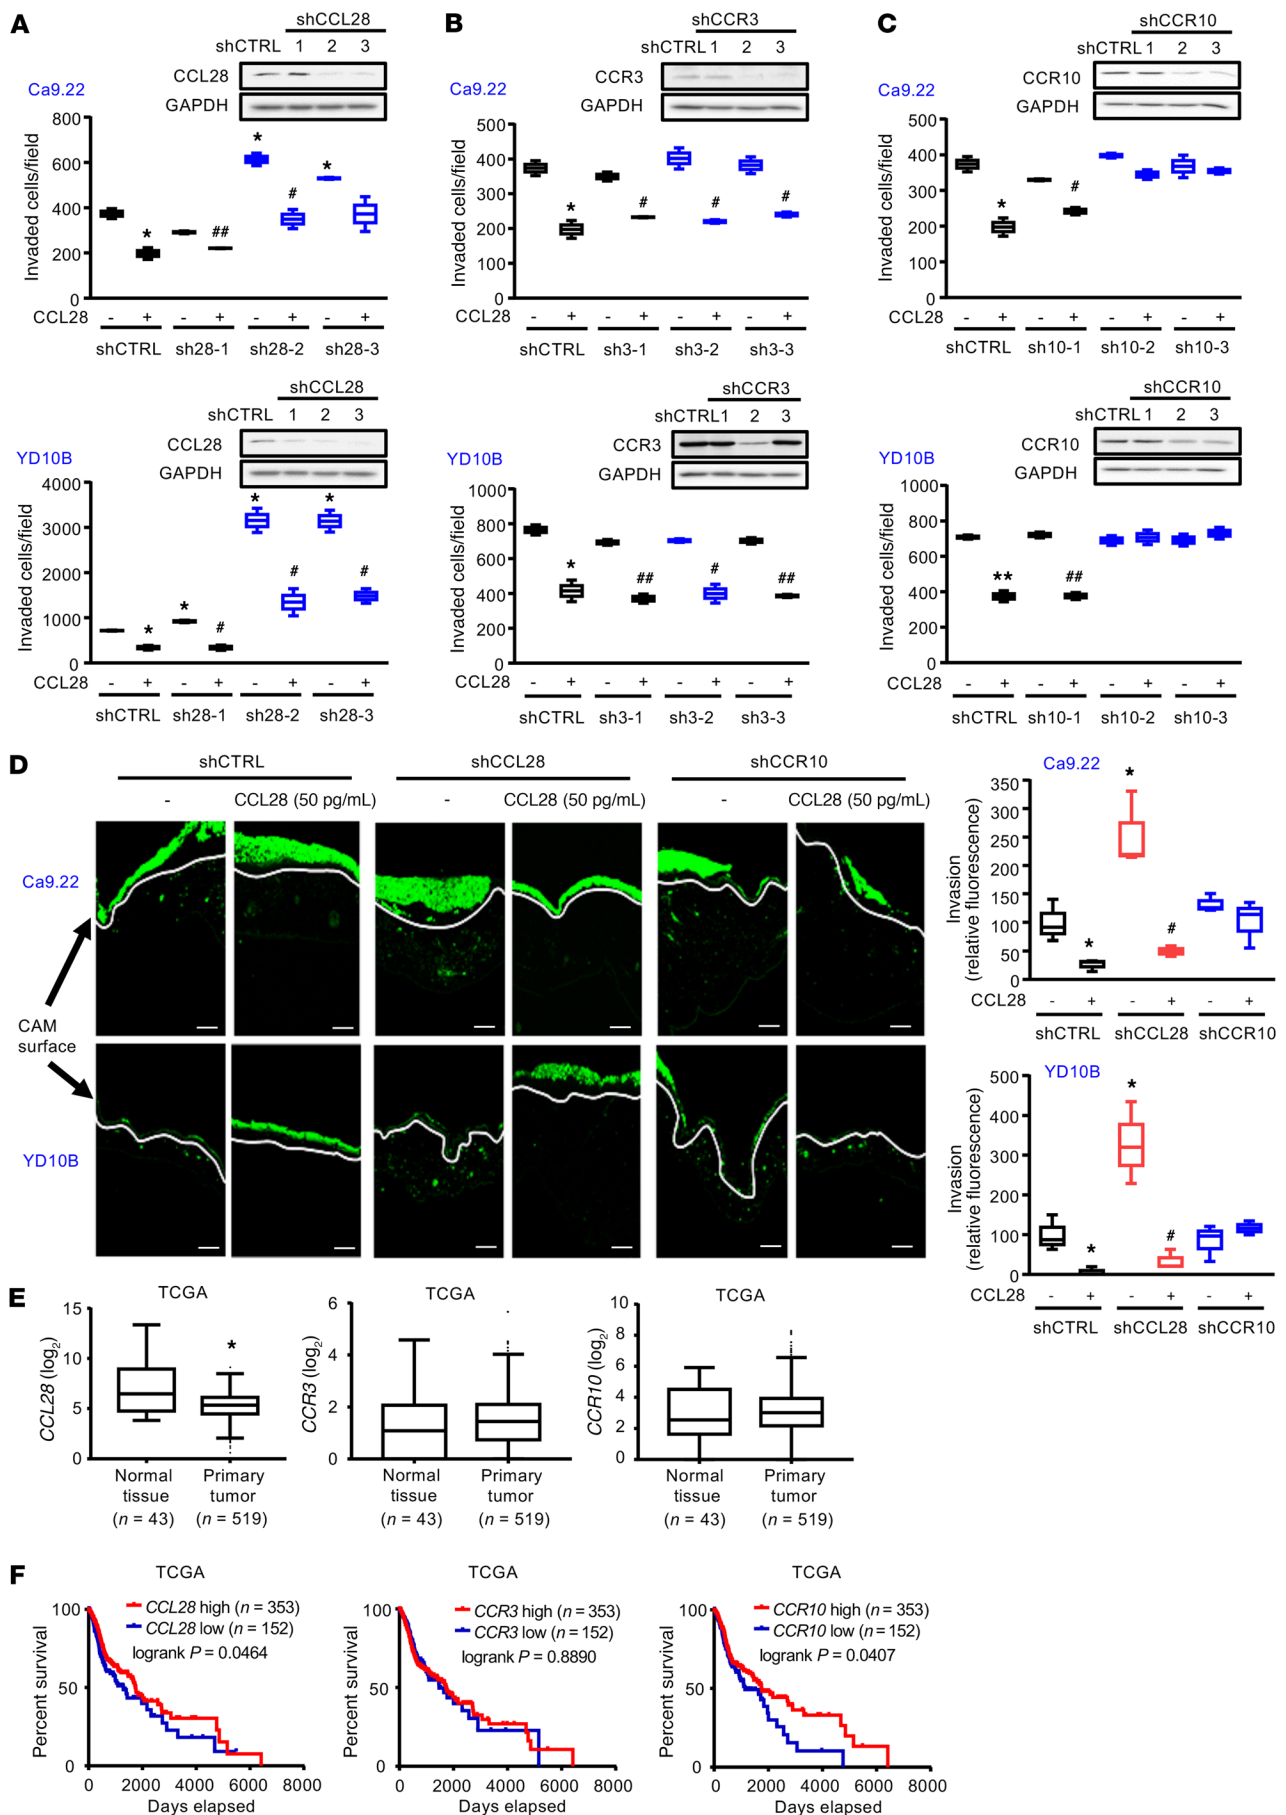 A
shCCL28
shCTRL 1 2 3
CCL28
GAPDH
Ca9.22
Invaded cells/field
800
600
400
200
0
* * # * * ##
CCL28 - + - + - + - +
shCTRL sh28-1 sh28-2 sh28-3
shCCL28
shCTRL 1 2 3
CCL28
GAPDH
YD10B
Invaded cells/field
4000
3000
2000
1000
0
* * # # * * #
CCL28 - + - + - + - +
shCTRL sh28-1 sh28-2 sh28-3
B
shCCR3
shCTRL 1 2 3
CCR3
GAPDH
Ca9.22
Invaded cells/field
500
400
300
200
100
0
* # # #
CCL28 - + - + - + - +
shCTRL sh3-1 sh3-2 sh3-3
shCCR3
shCTRL 1 2 3
CCR3
GAPDH
YD10B
Invaded cells/field
1000
800
600
400
200
0
* ## # ##
CCL28 - + - + - + - +
shCTRL sh3-1 sh3-2 sh3-3
C
shCCR10
shCTRL 1 2 3
CCR10
GAPDH
Ca9.22
Invaded cells/field
500
400
300
200
100
0
* #
CCL28 - + - + - + - +
shCTRL sh10-1 sh10-2 sh10-3
shCCR10
shCTRL 1 2 3
CCR10
GAPDH
YD10B
Invaded cells/field
1000
800
600
400
200
0
** ##
CCL28 - + - + - + - +
shCTRL sh10-1 sh10-2 sh10-3
D
shCTRL shCCL28 shCCR10
- CCL28 (50 pg/mL) - CCL28 (50 pg/mL) - CCL28 (50 pg/mL)
Ca9.22
CAM
surface
YD10B
Ca9.22
Invasion
(relative fluorescence)
350
300
250
200
150
100
50
0
* * #
CCL28 - + - + - +
shCTRL shCCL28 shCCR10
YD10B
Invasion
(relative fluorescence)
500
400
300
200
100
0
* * #
CCL28 - + - + - +
shCTRL shCCL28 shCCR10
E
TCGA
CCL28 (log2)
15
10
5
0
*
Normal
tissue
(n = 43)
Primary
tumor
(n = 519)
TCGA
CCR3 (log2)
6
4
2
0
Normal
tissue
(n = 43)
Primary
tumor
(n = 519)
TCGA
CCR10 (log2)
10
8
6
4
2
0
Normal
tissue
(n = 43)
Primary
tumor
(n = 519)
F
TCGA
CCL28 high (n = 353)
CCL28 low (n = 152)
logrank P = 0.0464
Percent survival
100
50
0
0 2000 4000 6000 8000
Days elapsed
TCGA
CCR3 high (n = 353)
CCR3 low (n = 152)
logrank P = 0.8890
Percent survival
100
50
0
0 2000 4000 6000 8000
Days elapsed
TCGA
CCR10 high (n = 353)
CCR10 low (n = 152)
logrank P = 0.0407
Percent survival
100
50
0
0 2000 4000 6000 8000
Days elapsed